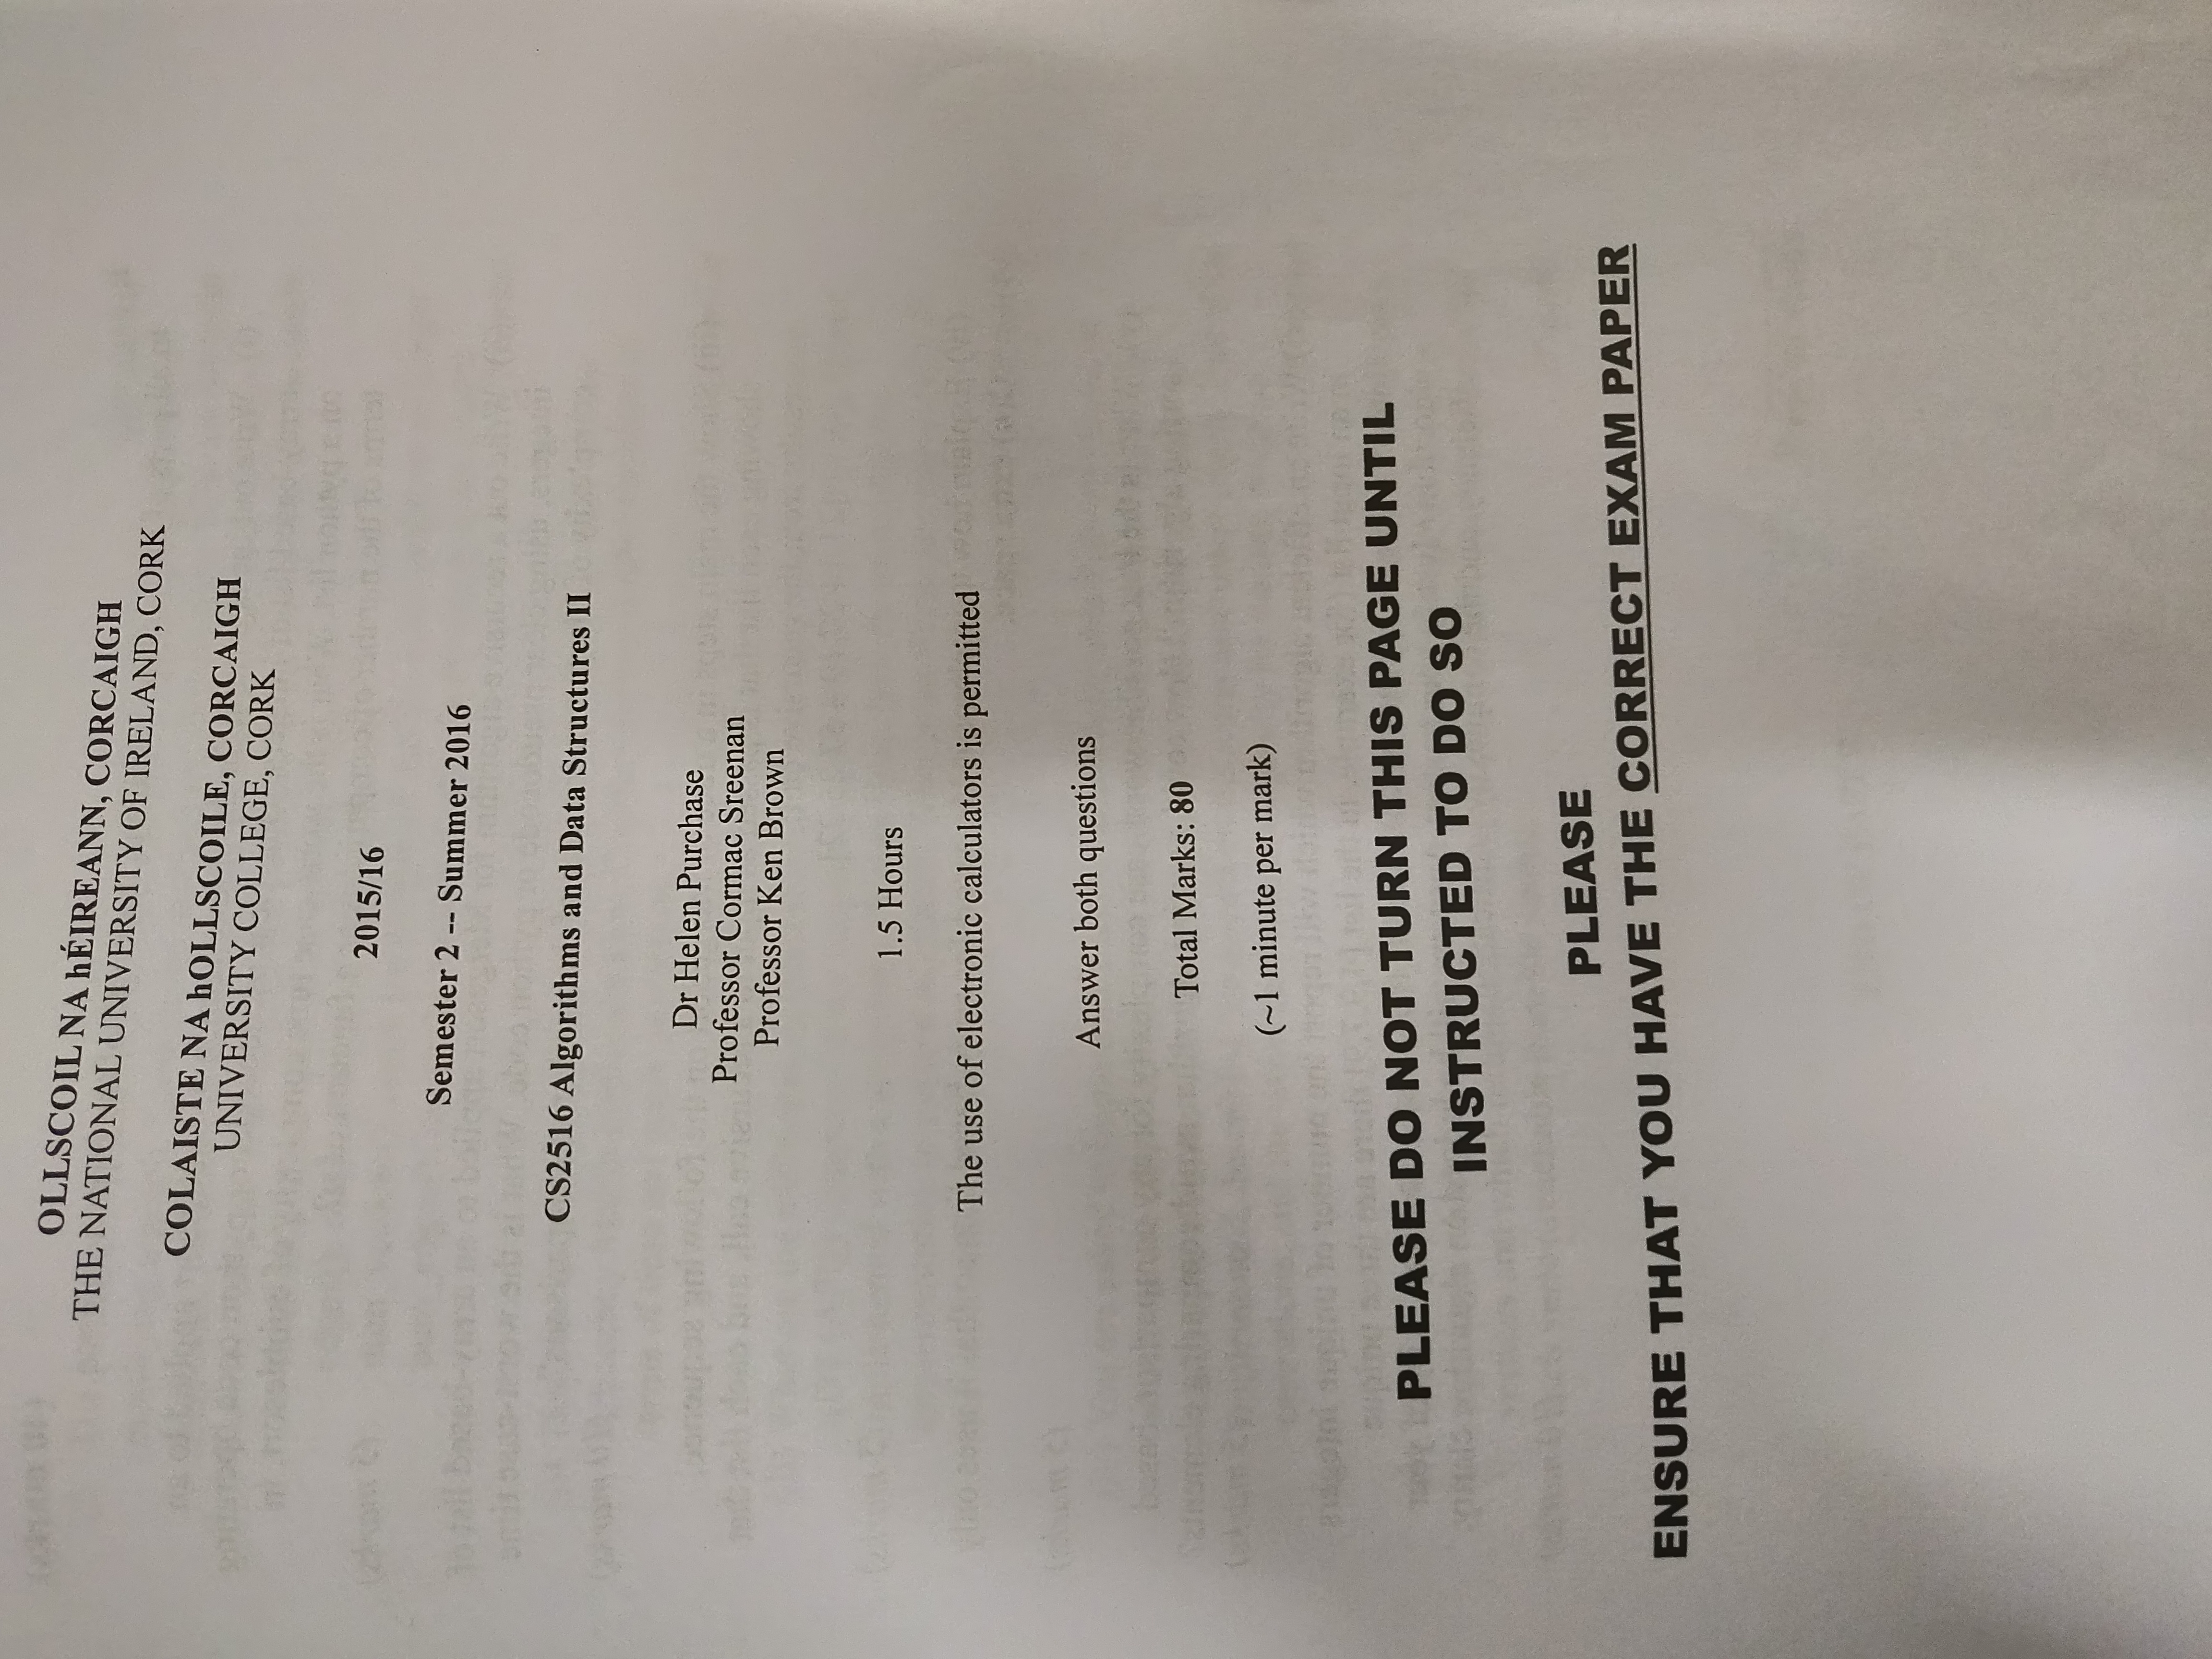 OLLSCOIL NA hÉIREANN, CORCAIGH
THE NATIONAL UNIVERSITY OF IRELAND, CORK
COLAISTE NA hOLLSCOILE, CORCAIGH
UNIVERSITY COLLEGE, CORK
2015/16
Semester 2 -- Summer 2016
CS2516 Algorithms and Data Structures II
Dr Helen Purchase
Professor Cormac Sreenan
Professor Ken Brown
1.5 Hours
The use of electronic calculators is permitted
Answer both questions
Total Marks: 80
(~1 minute per mark)
PLEASE DO NOT TURN THIS PAGE UNTIL
INSTRUCTED TO DO SO
PLEASE
ENSURE THAT YOU HAVE THE CORRECT EXAM PAPER